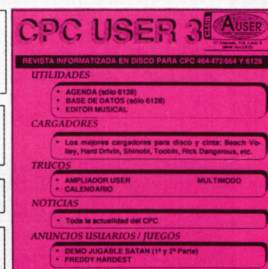 CPC USER 3
CLUB
AUSER
REVISTA INFORMATIZADA EN DISCO PARA CPC 464/472/664 Y 6128
UTILIDADES
• AGENDA (sólo 6128)
• BASE DE DATOS (sólo 6128)
• EDITOR MUSICAL
CARGADORES
• Los mejores cargadores para disco y cinta: Beach Vo-
lley, Hard Drivin, Shinobi, Toobin, Rick Dangerous, etc.
TRUCOS
• AMPLIADOR USER MULTIMODO
• CALENDARIO
NOTICIAS
• Toda la actualidad del CPC
ANUNCIOS USUARIOS / JUEGOS
• DEMO JUGABLE SATAN (1ª y 2ª Parte)
• FREDDY HARDEST